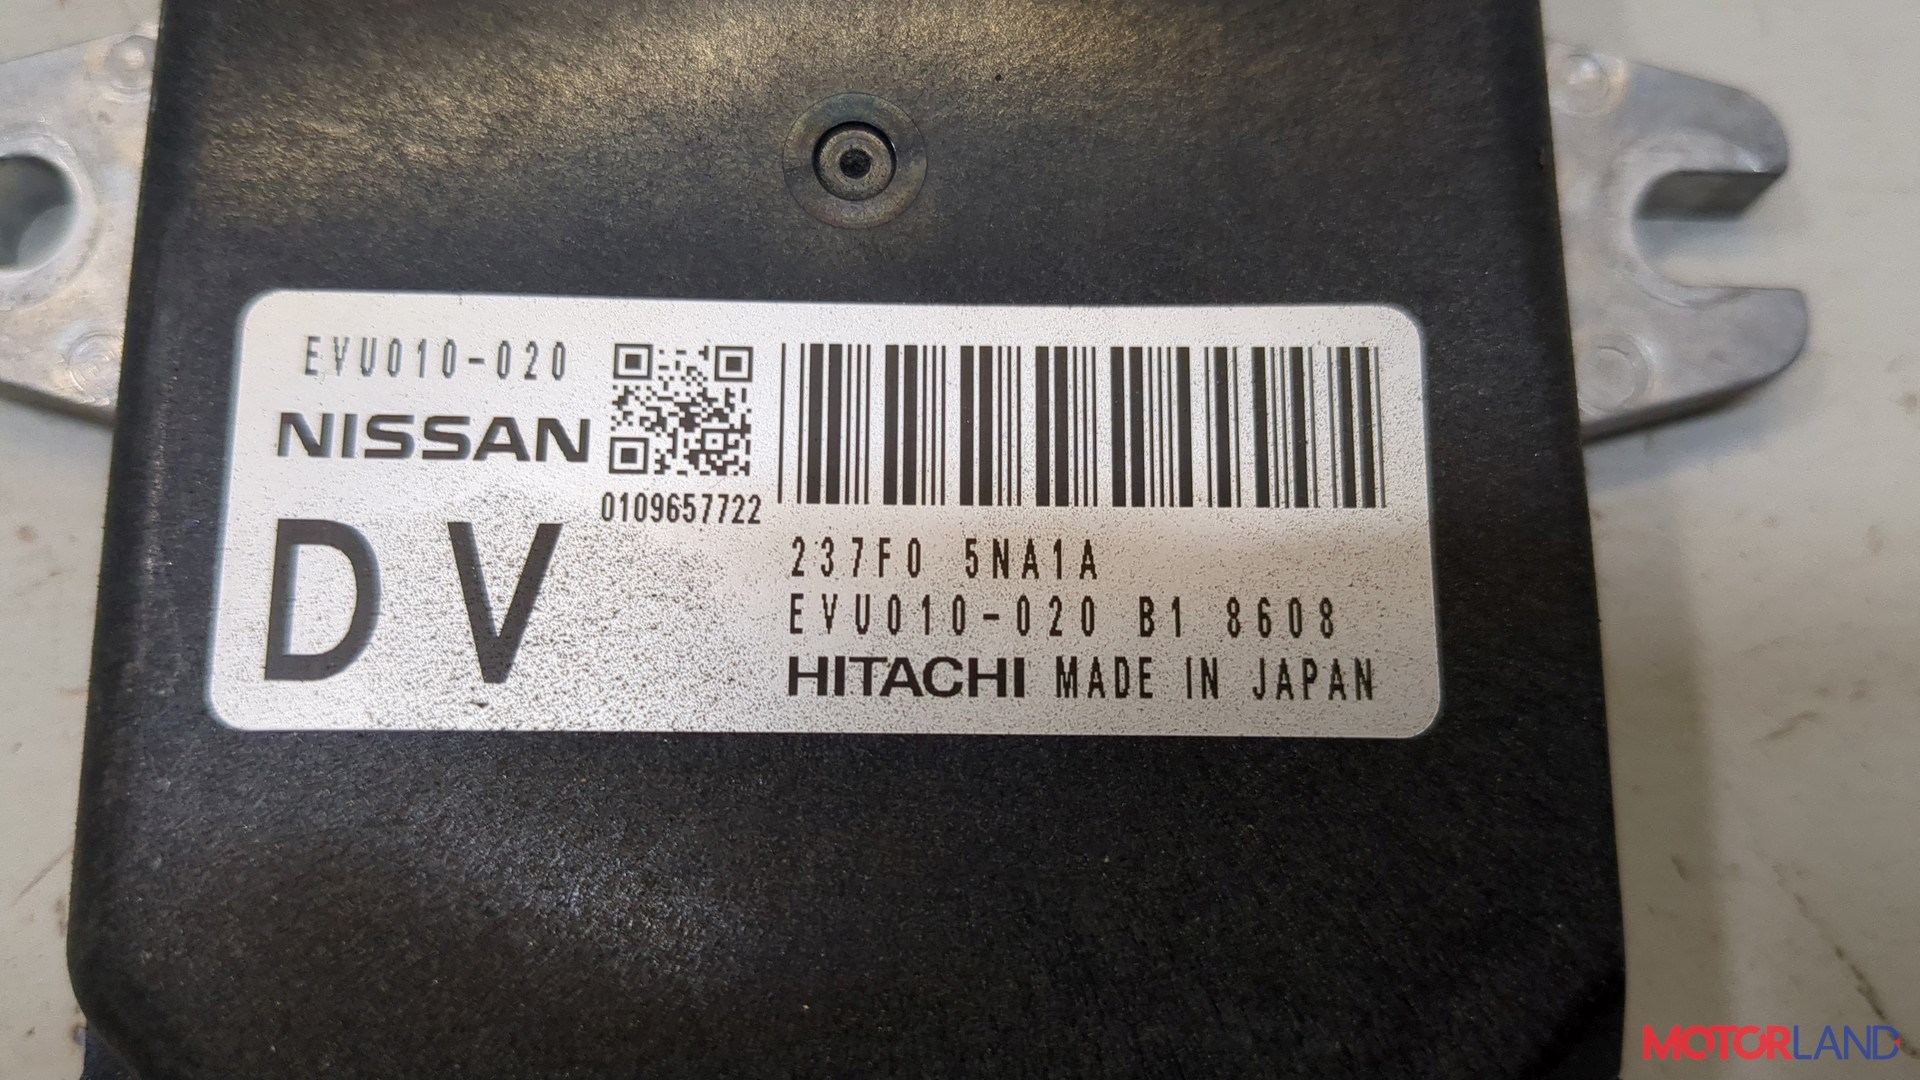 EVU010-020
NISSAN
0109657722
DV
237F0 5NA1A
EVU010-020 B1 8608
HITACHI MADE IN JAPAN
MOTORLAND